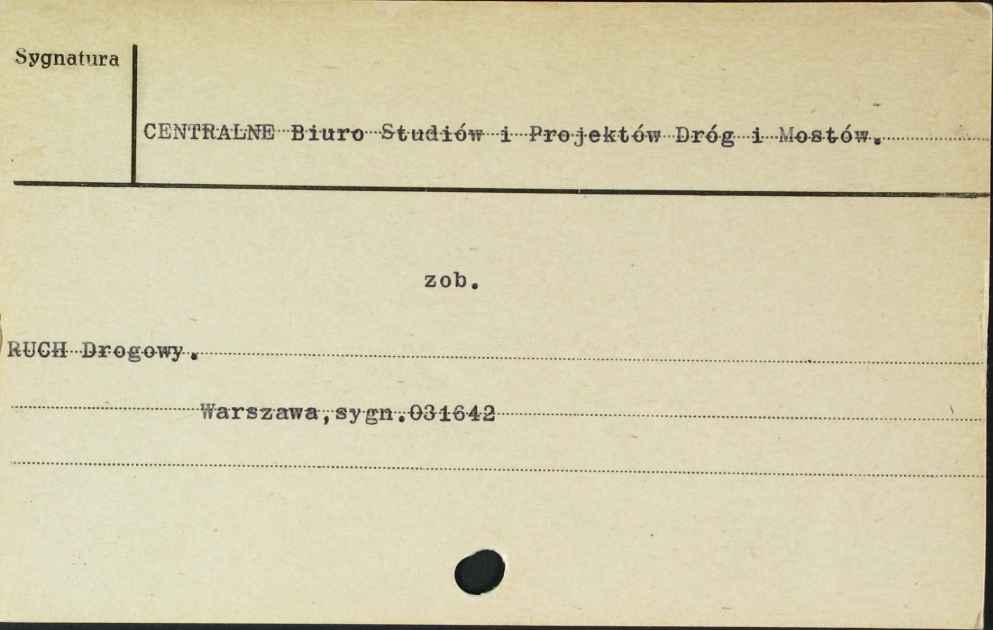 Sygnatura
CENTRALNE Biuro Studiów i Projektów Dróg i Mostów.
zob.
RUCH Drogowy.
Warszawa,sygn.031642